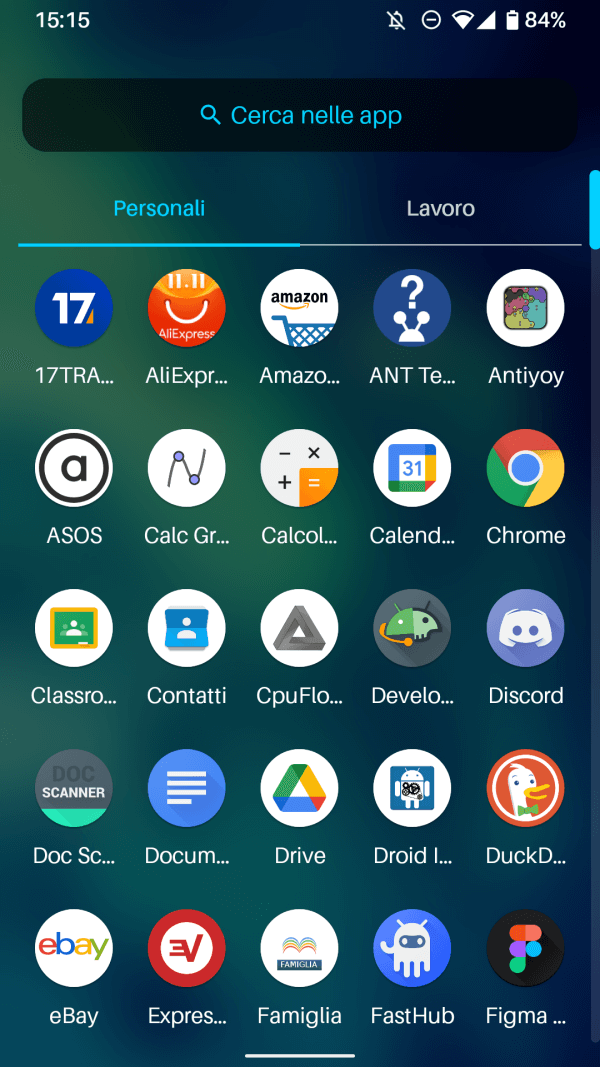 15:15 84%
Cerca nelle app
Personali Lavoro
17 11.11 AliExpress amazon ?
17TRA... AliExpr... Amazo... ANT Te... Antiyoy
a − × + = 31
ASOS Calc Gr... Calcol... Calend... Chrome
Classro... Contatti CpuFlo... Develo... Discord
DOC
SCANNER
Doc Sc... Docum... Drive Droid I... DuckD...
ebay FAMIGLIA
eBay Expres... Famiglia FastHub Figma ...